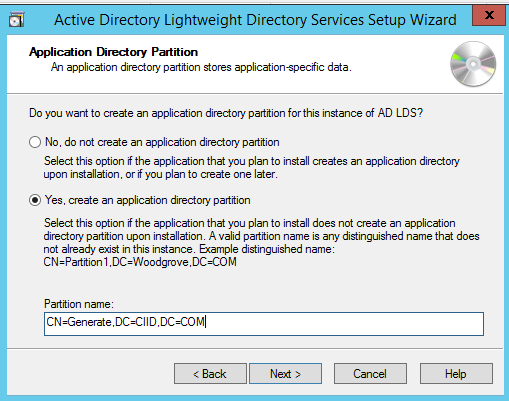 Active Directory Lightweight Directory Services Setup Wizard
x
Application Directory Partition
An application directory partition stores application-specific data.
Do you want to create an application directory partition for this instance of AD LDS?
No, do not create an application directory partition
Select this option if the application that you plan to install creates an application directory
upon installation, or if you plan to create one later.
Yes, create an application directory partition
Select this option if the application that you plan to install does not create an application
directory partition upon installation. A valid partition name is any distinguished name that does
not already exist in this instance. Example distinguished name:
CN=Partition1,DC=Woodgrove,DC=COM
Partition name:
CN=Generate,DC=CIID,DC=COM
< Back
Next >
Cancel
Help